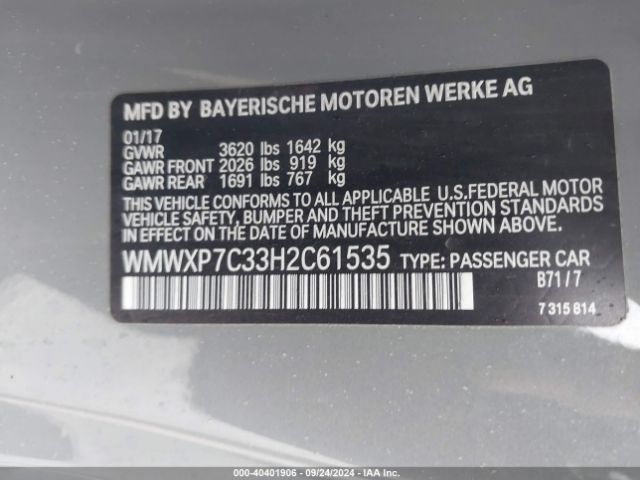 MFD BY BAYERISCHE MOTOREN WERKE AG
01/17
GVWR 3620 lbs 1642 kg
GAWR FRONT 2026 lbs 919 kg
GAWR REAR 1691 lbs 767 kg
THIS VEHICLE CONFORMS TO ALL APPLICABLE U.S.FEDERAL MOTOR
VEHICLE SAFETY, BUMPER AND THEFT PREVENTION STANDARDS
IN EFFECT ON THE DATE OF MANUFACTURE SHOWN ABOVE.
WMWXP7C33H2C61535 TYPE: PASSENGER CAR
B71/7
7 315 814
00-40401906 - 09/24/2024 - IAA Inc.